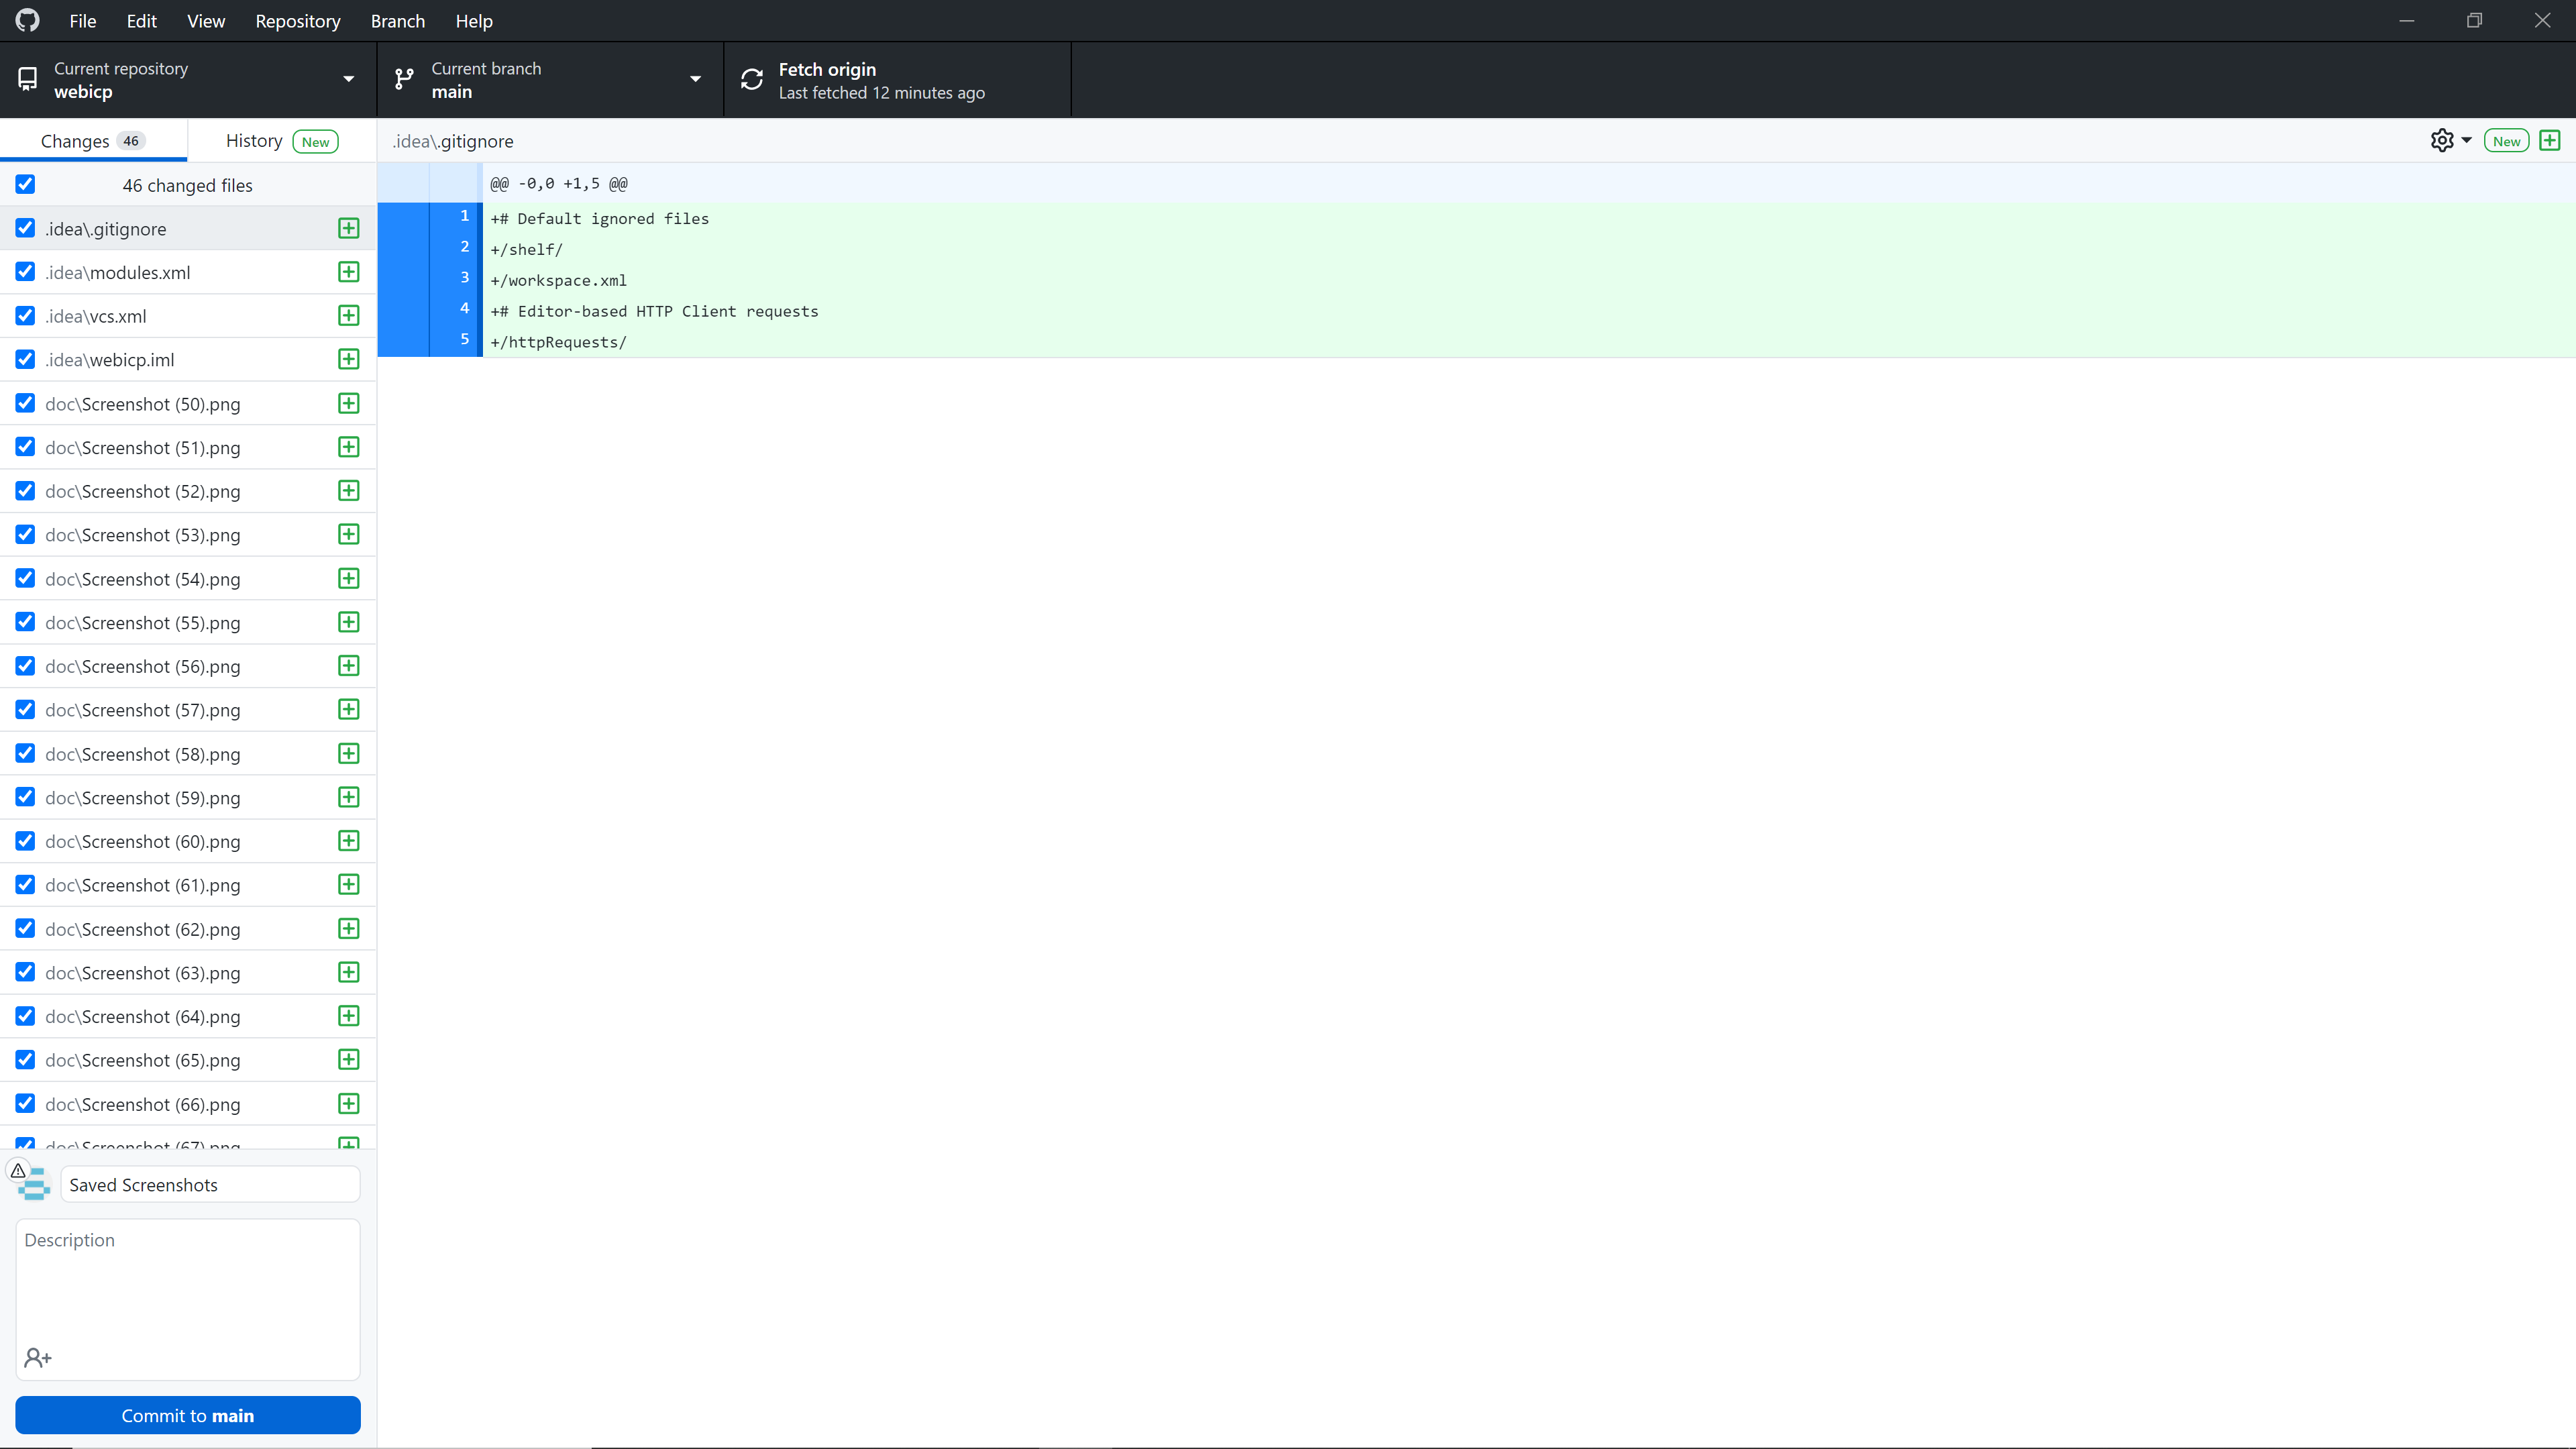 File Edit View Repository Branch Help
Current repository
webicp
Current branch
main
Fetch origin
Last fetched 12 minutes ago
Changes 46
History New
.idea\.gitignore
New
46 changed files
.idea\.gitignore
.idea\modules.xml
.idea\vcs.xml
.idea\webicp.iml
doc\Screenshot (50).png
doc\Screenshot (51).png
doc\Screenshot (52).png
doc\Screenshot (53).png
doc\Screenshot (54).png
doc\Screenshot (55).png
doc\Screenshot (56).png
doc\Screenshot (57).png
doc\Screenshot (58).png
doc\Screenshot (59).png
doc\Screenshot (60).png
doc\Screenshot (61).png
doc\Screenshot (62).png
doc\Screenshot (63).png
doc\Screenshot (64).png
doc\Screenshot (65).png
doc\Screenshot (66).png
doc\Screenshot (67).png
Saved Screenshots
Description
Commit to main
@@ -0,0 +1,5 @@
1 +# Default ignored files
2 +/shelf/
3 +/workspace.xml
4 +# Editor-based HTTP Client requests
5 +/httpRequests/